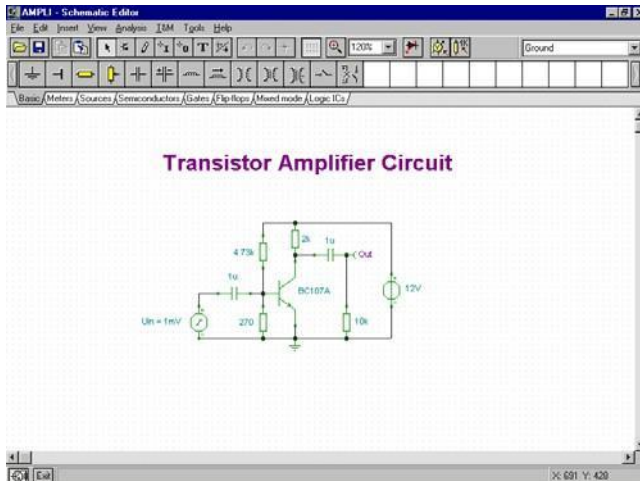 AMPLI - Schematic Editor
File Edit Insert View Analysis T&M Tools Help
T 120% Ground
Basic Meters Sources Semiconductors Gates Flip-flops Mixed mode Logic ICs
Transistor Amplifier Circuit
4.73k 2k 1u Out
1u BC107A 12V
Uin = 1mV 270 10k
Exit X: 691 Y: 428